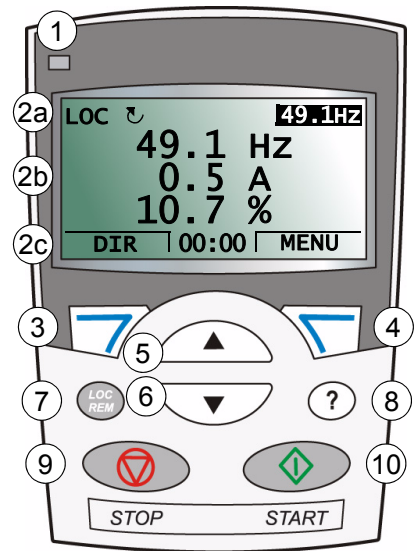 1
2a LOC 49.1Hz
49.1 Hz
2b 0.5 A
10.7 %
2c DIR 00:00 MENU
3 4
5
6
7 LOC REM ? 8
9 10
STOP START